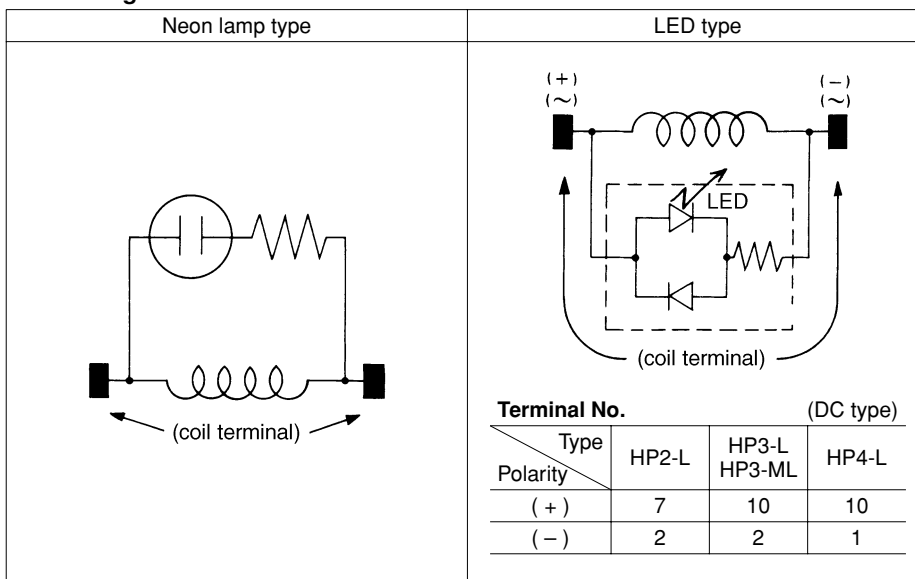 Neon lamp type
LED type
(+) (−)
(~) (~)
LED
(coil terminal)
(coil terminal)
Terminal No. (DC type)
Type
Polarity
HP2-L
HP3-L
HP3-ML
HP4-L
( + ) 7 10 10
( − ) 2 2 1